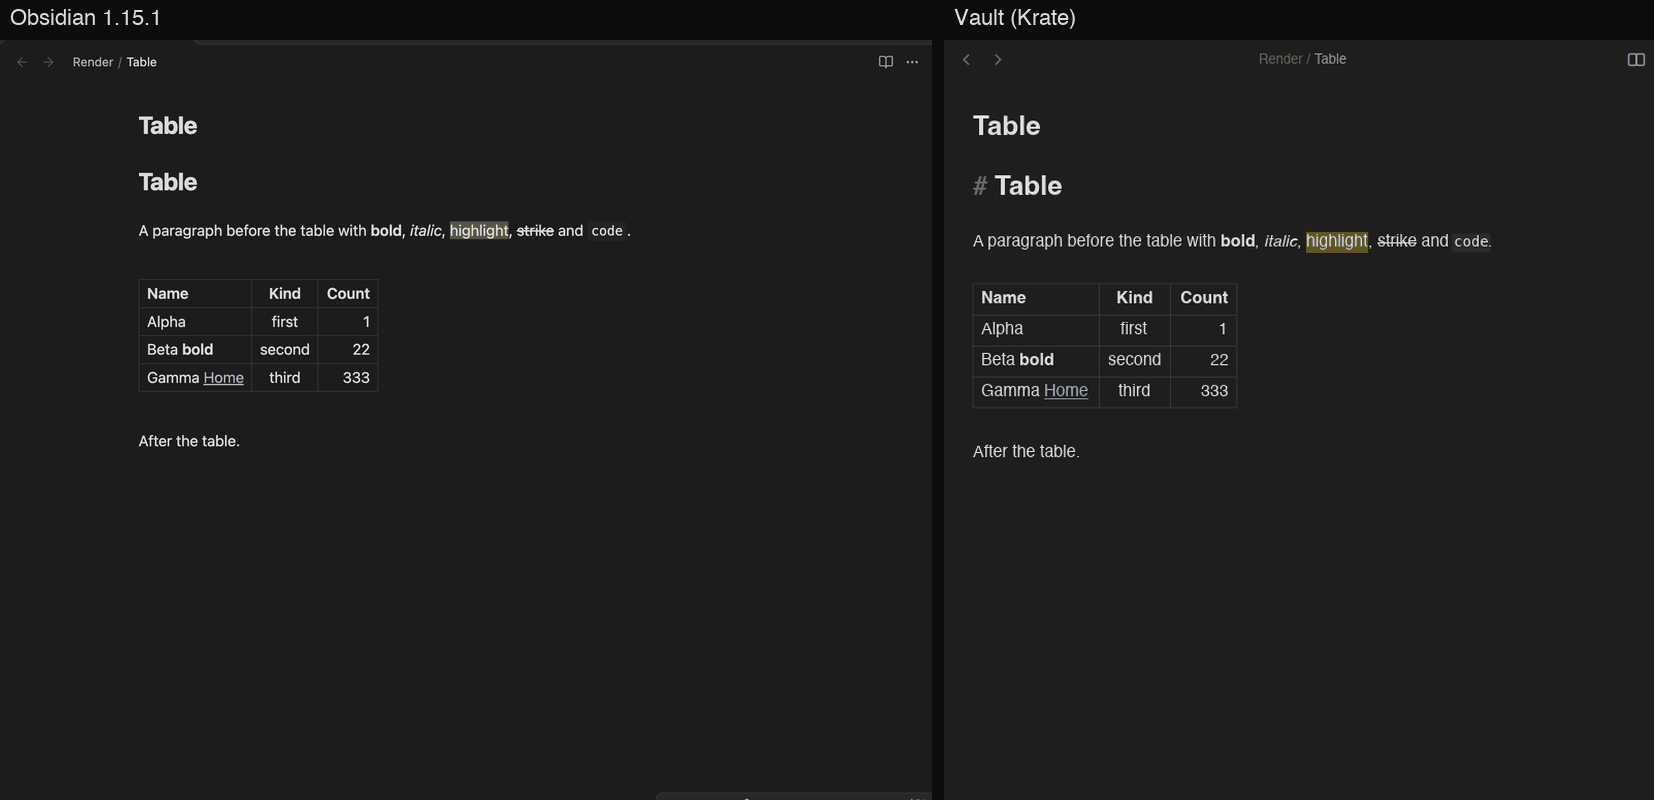 Obsidian 1.15.1
Render / Table
Table
Table
A paragraph before the table with bold, italic, highlight, strike and code .
Name Kind Count
Alpha first 1
Beta bold second 22
Gamma Home third 333
After the table.
Vault (Krate)
Render / Table
Table
# Table
A paragraph before the table with bold, italic, highlight, strike and code.
Name Kind Count
Alpha first 1
Beta bold second 22
Gamma Home third 333
After the table.